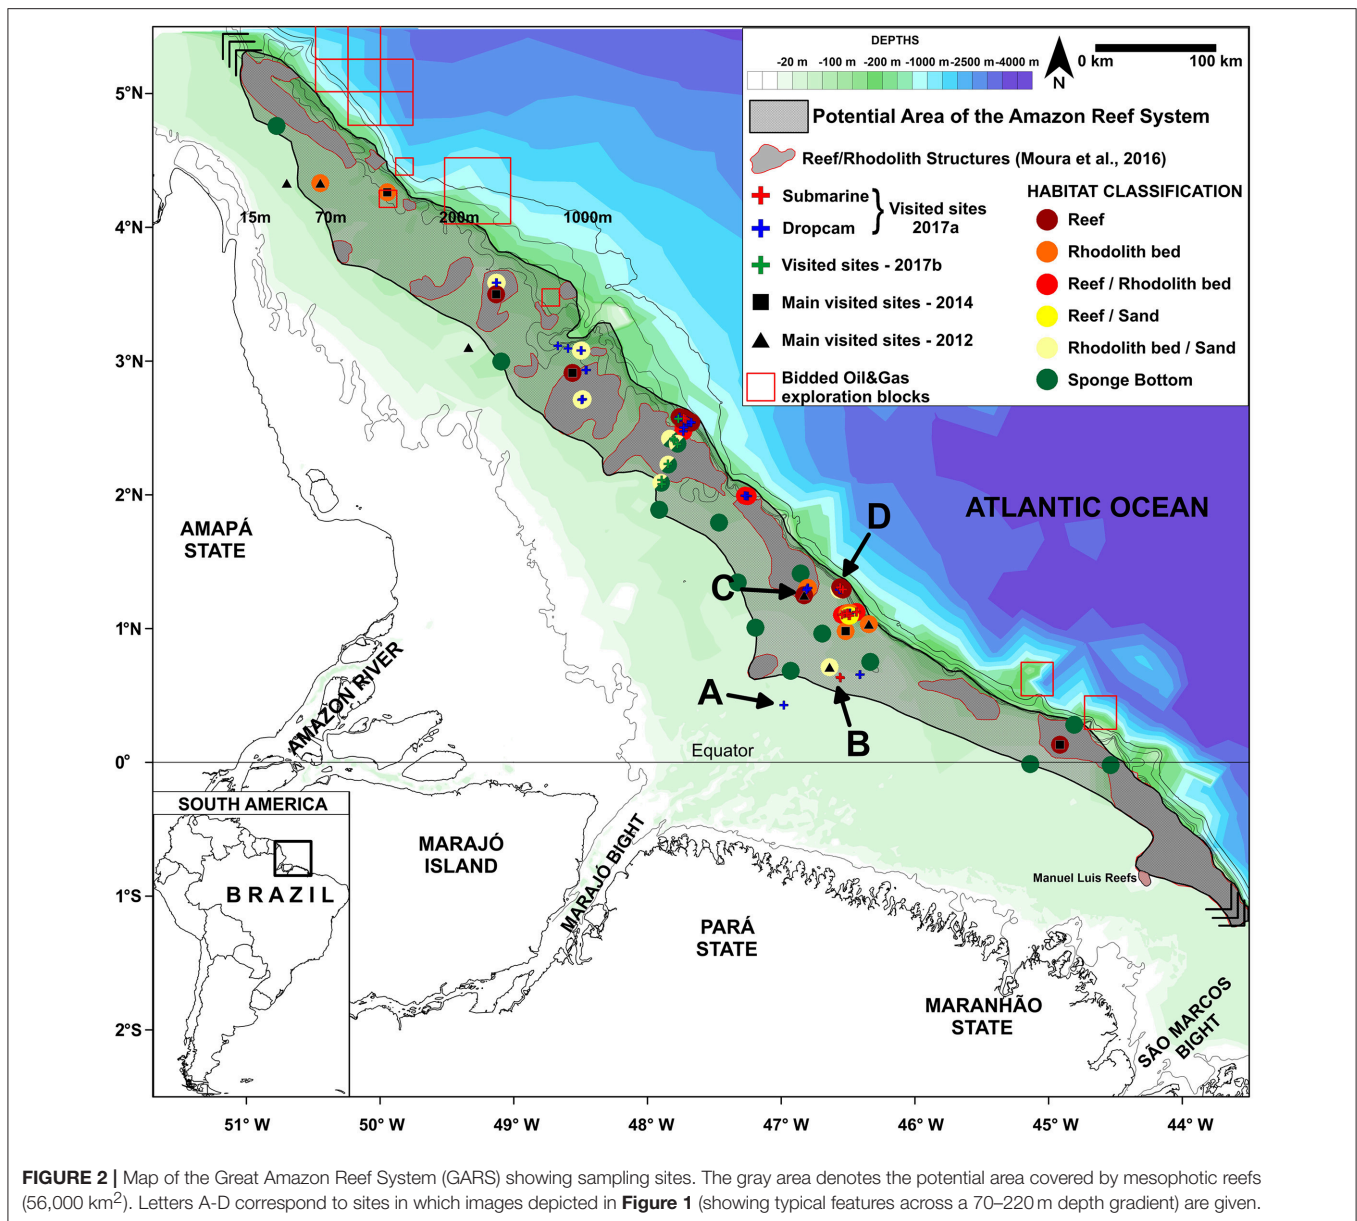 DEPTHS
-20 m -100 m -200 m -1000 m -2500 m -4000 m
N
0 km 100 km
Potential Area of the Amazon Reef System
Reef/Rhodolith Structures (Moura et al., 2016)
Submarine
Dropcam
Visited sites
2017a
Visited sites - 2017b
Main visited sites - 2014
Main visited sites - 2012
Bidded Oil&Gas
exploration blocks
HABITAT CLASSIFICATION
Reef
Rhodolith bed
Reef / Rhodolith bed
Reef / Sand
Rhodolith bed / Sand
Sponge Bottom
5°N
4°N
3°N
2°N
1°N
0°
1°S
2°S
15m 70m 200m 1000m
ATLANTIC OCEAN
AMAPÁ
STATE
D
C
A
B
AMAZON RIVER
Equator
SOUTH AMERICA
BRAZIL
MARAJÓ
ISLAND
MARAJÓ BIGHT
Manuel Luis Reefs
PARÁ
STATE
MARANHÃO
STATE
SÃO MARCOS
BIGHT
51° W 50° W 49° W 48° W 47° W 46° W 45° W 44° W
FIGURE 2 | Map of the Great Amazon Reef System (GARS) showing sampling sites. The gray area denotes the potential area covered by mesophotic reefs
(56,000 km²). Letters A-D correspond to sites in which images depicted in Figure 1 (showing typical features across a 70–220 m depth gradient) are given.